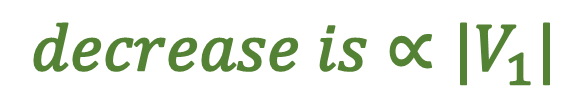 decrease is ∝ |V₁|